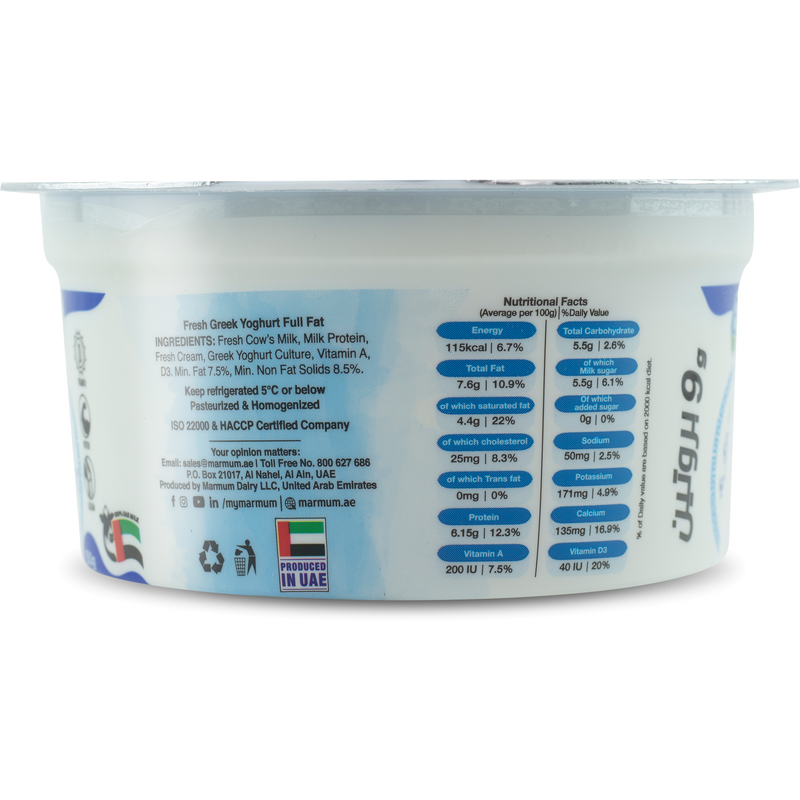 Fresh Greek Yoghurt Full Fat
INGREDIENTS: Fresh Cow's Milk, Milk Protein,
Fresh Cream, Greek Yoghurt Culture, Vitamin A,
D3. Min. Fat 7.5%, Min. Non Fat Solids 8.5%.
Keep refrigerated 5°C or below
Pasteurized & Homogenized
ISO 22000 & HACCP Certified Company
Your opinion matters:
Email: sales@marmum.ae | Toll Free No. 800 627 686
P.O. Box 21017, Al Nahel, Al Ain, UAE
Produced by Marmum Dairy LLC, United Arab Emirates
in /mymarmum | marmum.ae
PRODUCED
IN UAE
Nutritional Facts
(Average per 100g) | %Daily Value
Energy
115kcal | 6.7%
Total Fat
7.6g | 10.9%
of which saturated fat
4.4g | 22%
of which cholesterol
25mg | 8.3%
of which Trans fat
0mg | 0%
Protein
6.15g | 12.3%
Vitamin A
200 IU | 7.5%
Total Carbohydrate
5.5g | 2.6%
of which
Milk sugar
5.5g | 6.1%
Of which
added sugar
0g | 0%
Sodium
50mg | 2.5%
Potassium
171mg | 4.9%
Calcium
135mg | 16.9%
Vitamin D3
40 IU | 20%
% of Daily value are based on 2000 kcal diet.